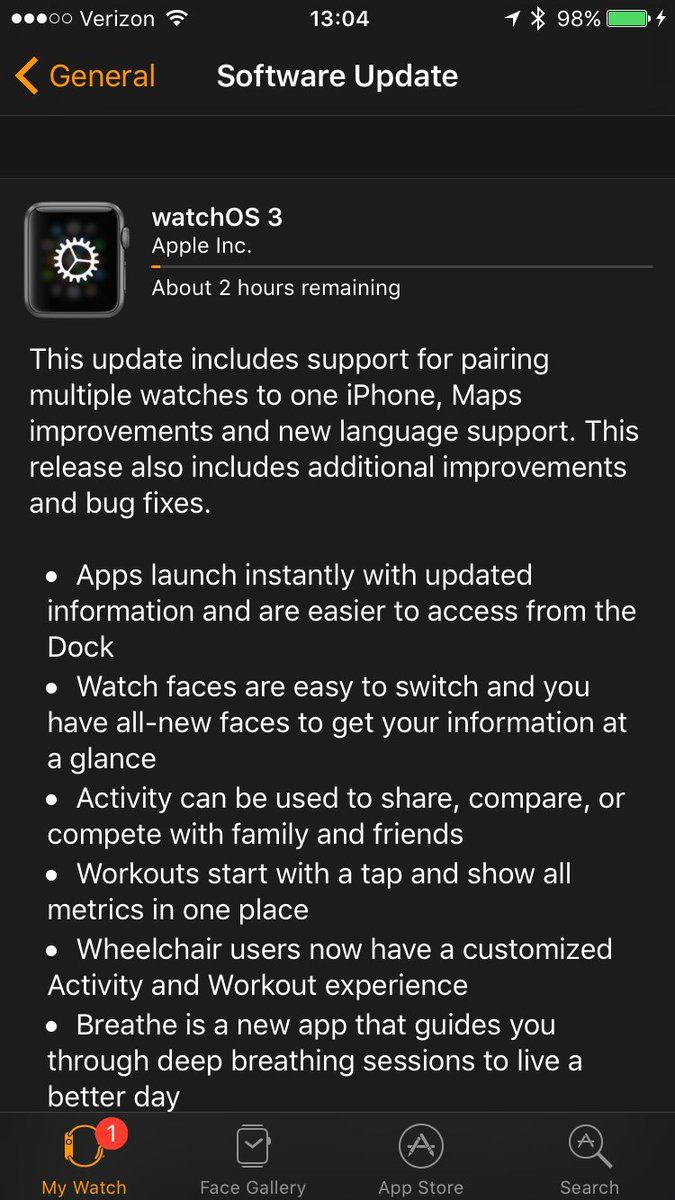 Verizon 13:04 98%
General Software Update
watchOS 3
Apple Inc.
About 2 hours remaining
This update includes support for pairing
multiple watches to one iPhone, Maps
improvements and new language support. This
release also includes additional improvements
and bug fixes.
• Apps launch instantly with updated
information and are easier to access from the
Dock
• Watch faces are easy to switch and you
have all-new faces to get your information at
a glance
• Activity can be used to share, compare, or
compete with family and friends
• Workouts start with a tap and show all
metrics in one place
• Wheelchair users now have a customized
Activity and Workout experience
• Breathe is a new app that guides you
through deep breathing sessions to live a
better day
1
My Watch Face Gallery App Store Search